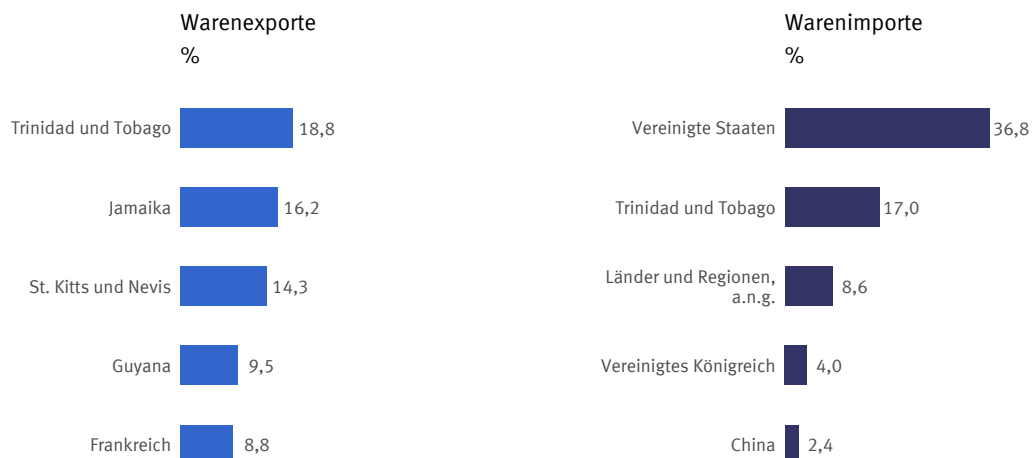 Warenexporte
%
Trinidad und Tobago 18,8
Jamaika 16,2
St. Kitts und Nevis 14,3
Guyana 9,5
Frankreich 8,8
Warenimporte
%
Vereinigte Staaten 36,8
Trinidad und Tobago 17,0
Länder und Regionen,
a.n.g. 8,6
Vereinigtes Königreich 4,0
China 2,4